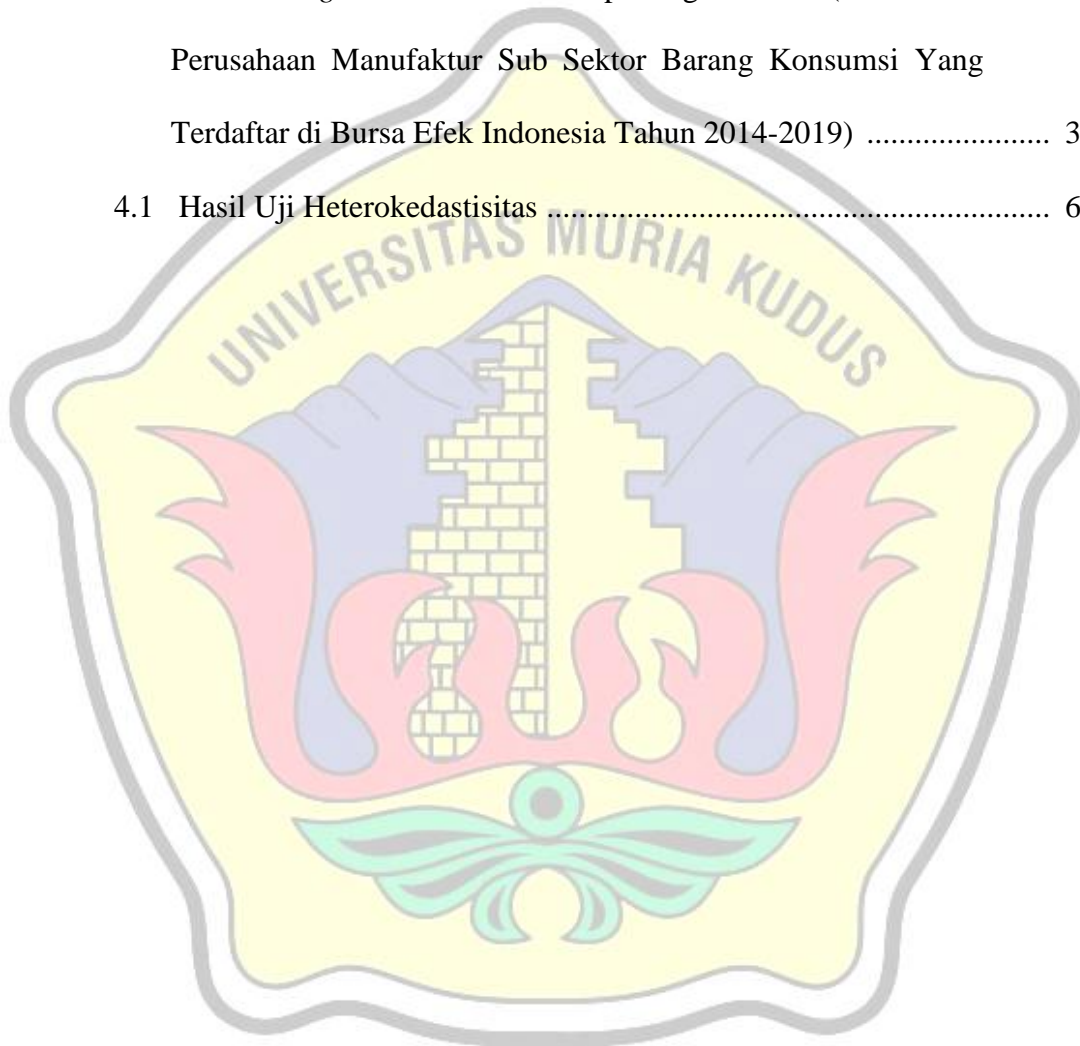 Perusahaan Manufaktur Sub Sektor Barang Konsumsi Yang
Terdaftar di Bursa Efek Indonesia Tahun 2014-2019) ....................... 3
4.1 Hasil Uji Heterokedastisitas ........................................................ 6
UNIVERSITAS MURIA KUDUS